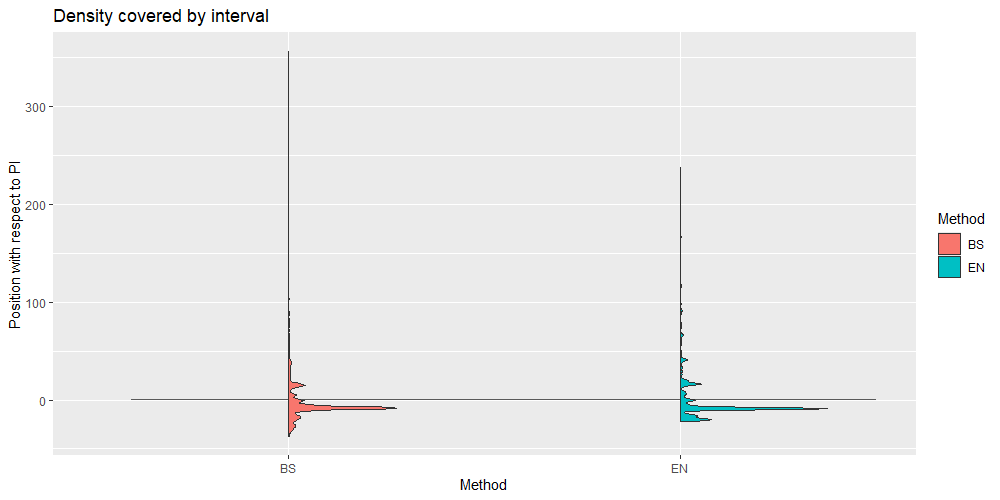 Density covered by interval
Position with respect to PI
300
200
100
0
BS
EN
Method
Method
BS
EN